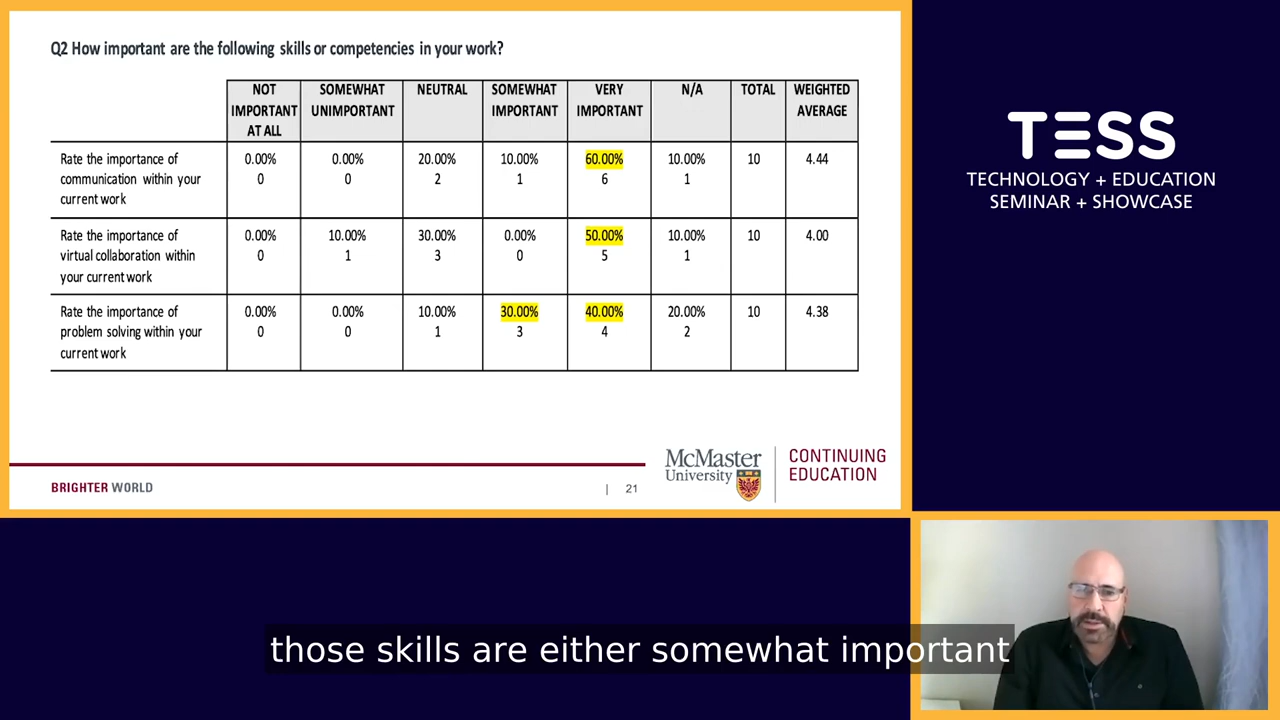 Q2 How important are the following skills or competencies in your work?
NOT IMPORTANT AT ALL
SOMEWHAT UNIMPORTANT
NEUTRAL
SOMEWHAT IMPORTANT
VERY IMPORTANT
N/A
TOTAL
WEIGHTED AVERAGE
Rate the importance of communication within your current work
0.00% 0
0.00% 0
20.00% 2
10.00% 1
60.00% 6
10.00% 1
10
4.44
Rate the importance of virtual collaboration within your current work
0.00% 0
10.00% 1
30.00% 3
0.00% 0
50.00% 5
10.00% 1
10
4.00
Rate the importance of problem solving within your current work
0.00% 0
0.00% 0
10.00% 1
30.00% 3
40.00% 4
20.00% 2
10
4.38
BRIGHTER WORLD
| 21
McMaster
University
CONTINUING
EDUCATION
TESS
TECHNOLOGY + EDUCATION
SEMINAR + SHOWCASE
those skills are either somewhat important